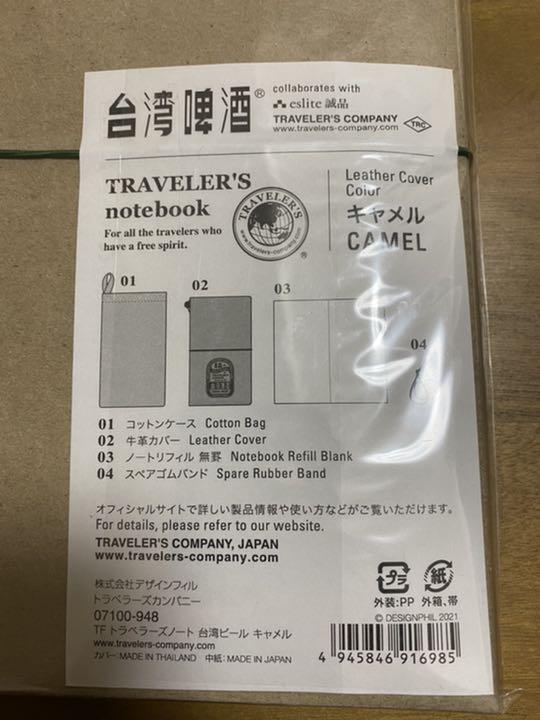 台湾啤酒®
collaborates with
eslite 誠品
TRAVELER'S COMPANY
www.travelers-company.com
TRC
TRAVELER'S
notebook
For all the travelers who
have a free spirit.
TRAVELER'S
www.travelers-company.com
®
Leather Cover
Color
キャメル
CAMEL
01
02
03
04
01 コットンケース Cotton Bag
02 牛革カバー Leather Cover
03 ノートリフィル 無罫 Notebook Refill Blank
04 スペアゴムバンド Spare Rubber Band
オフィシャルサイトで詳しい製品情報や使い方などがご覧いただけます。
For details, please refer to our website.
TRAVELER'S COMPANY, JAPAN
www.travelers-company.com
プラ
紙
外装:PP 外箱、帯
© DESIGNPHIL 2021
株式会社デザインフィル
トラベラーズカンパニー
07100-948
TF トラベラーズノート 台湾ビール キャメル
www.travelers-company.com
カバー: MADE IN THAILAND 中紙: MADE IN JAPAN
4 945846 916985